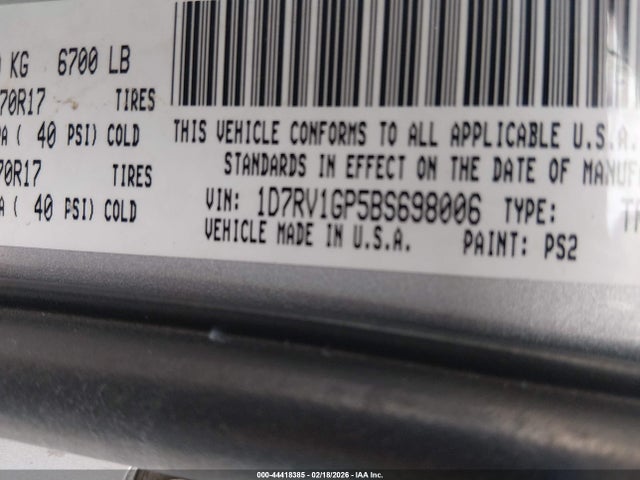 KG 6700 LB
70R17 TIRES
( 40 PSI) COLD
70R17 TIRES
( 40 PSI) COLD
THIS VEHICLE CONFORMS TO ALL APPLICABLE U.S.A.
STANDARDS IN EFFECT ON THE DATE OF
VIN: 1D7RV1GP5BS698006 TYPE:
VEHICLE MADE IN U.S.A. PAINT: PS2
000-44418385 - 02/18/2026 - IAA Inc.